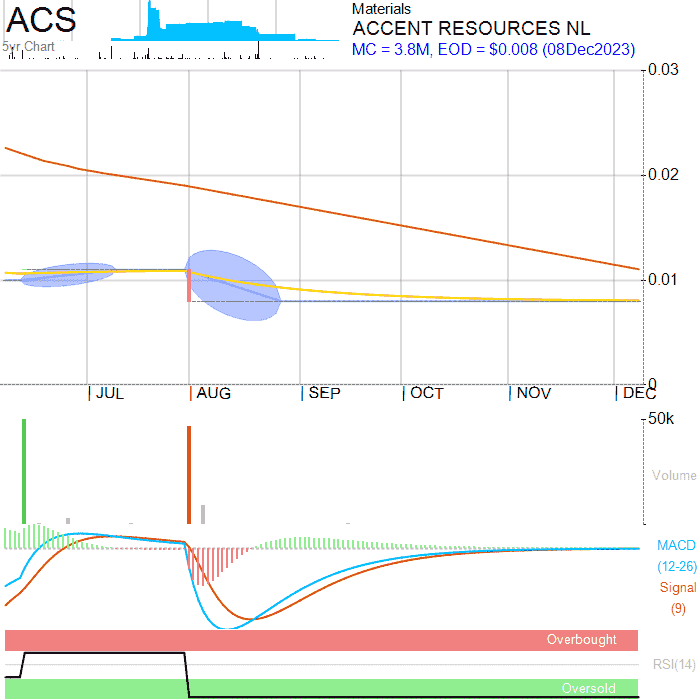 ACS
5yr Chart
Materials
ACCENT RESOURCES NL
MC = 3.8M, EOD = $0.008 (08Dec2023)
0.03
0.02
0.01
0
JUL AUG SEP OCT NOV DEC
50k
Volume
MACD
(12-26)
Signal
(9)
Overbought
RSI(14)
Oversold